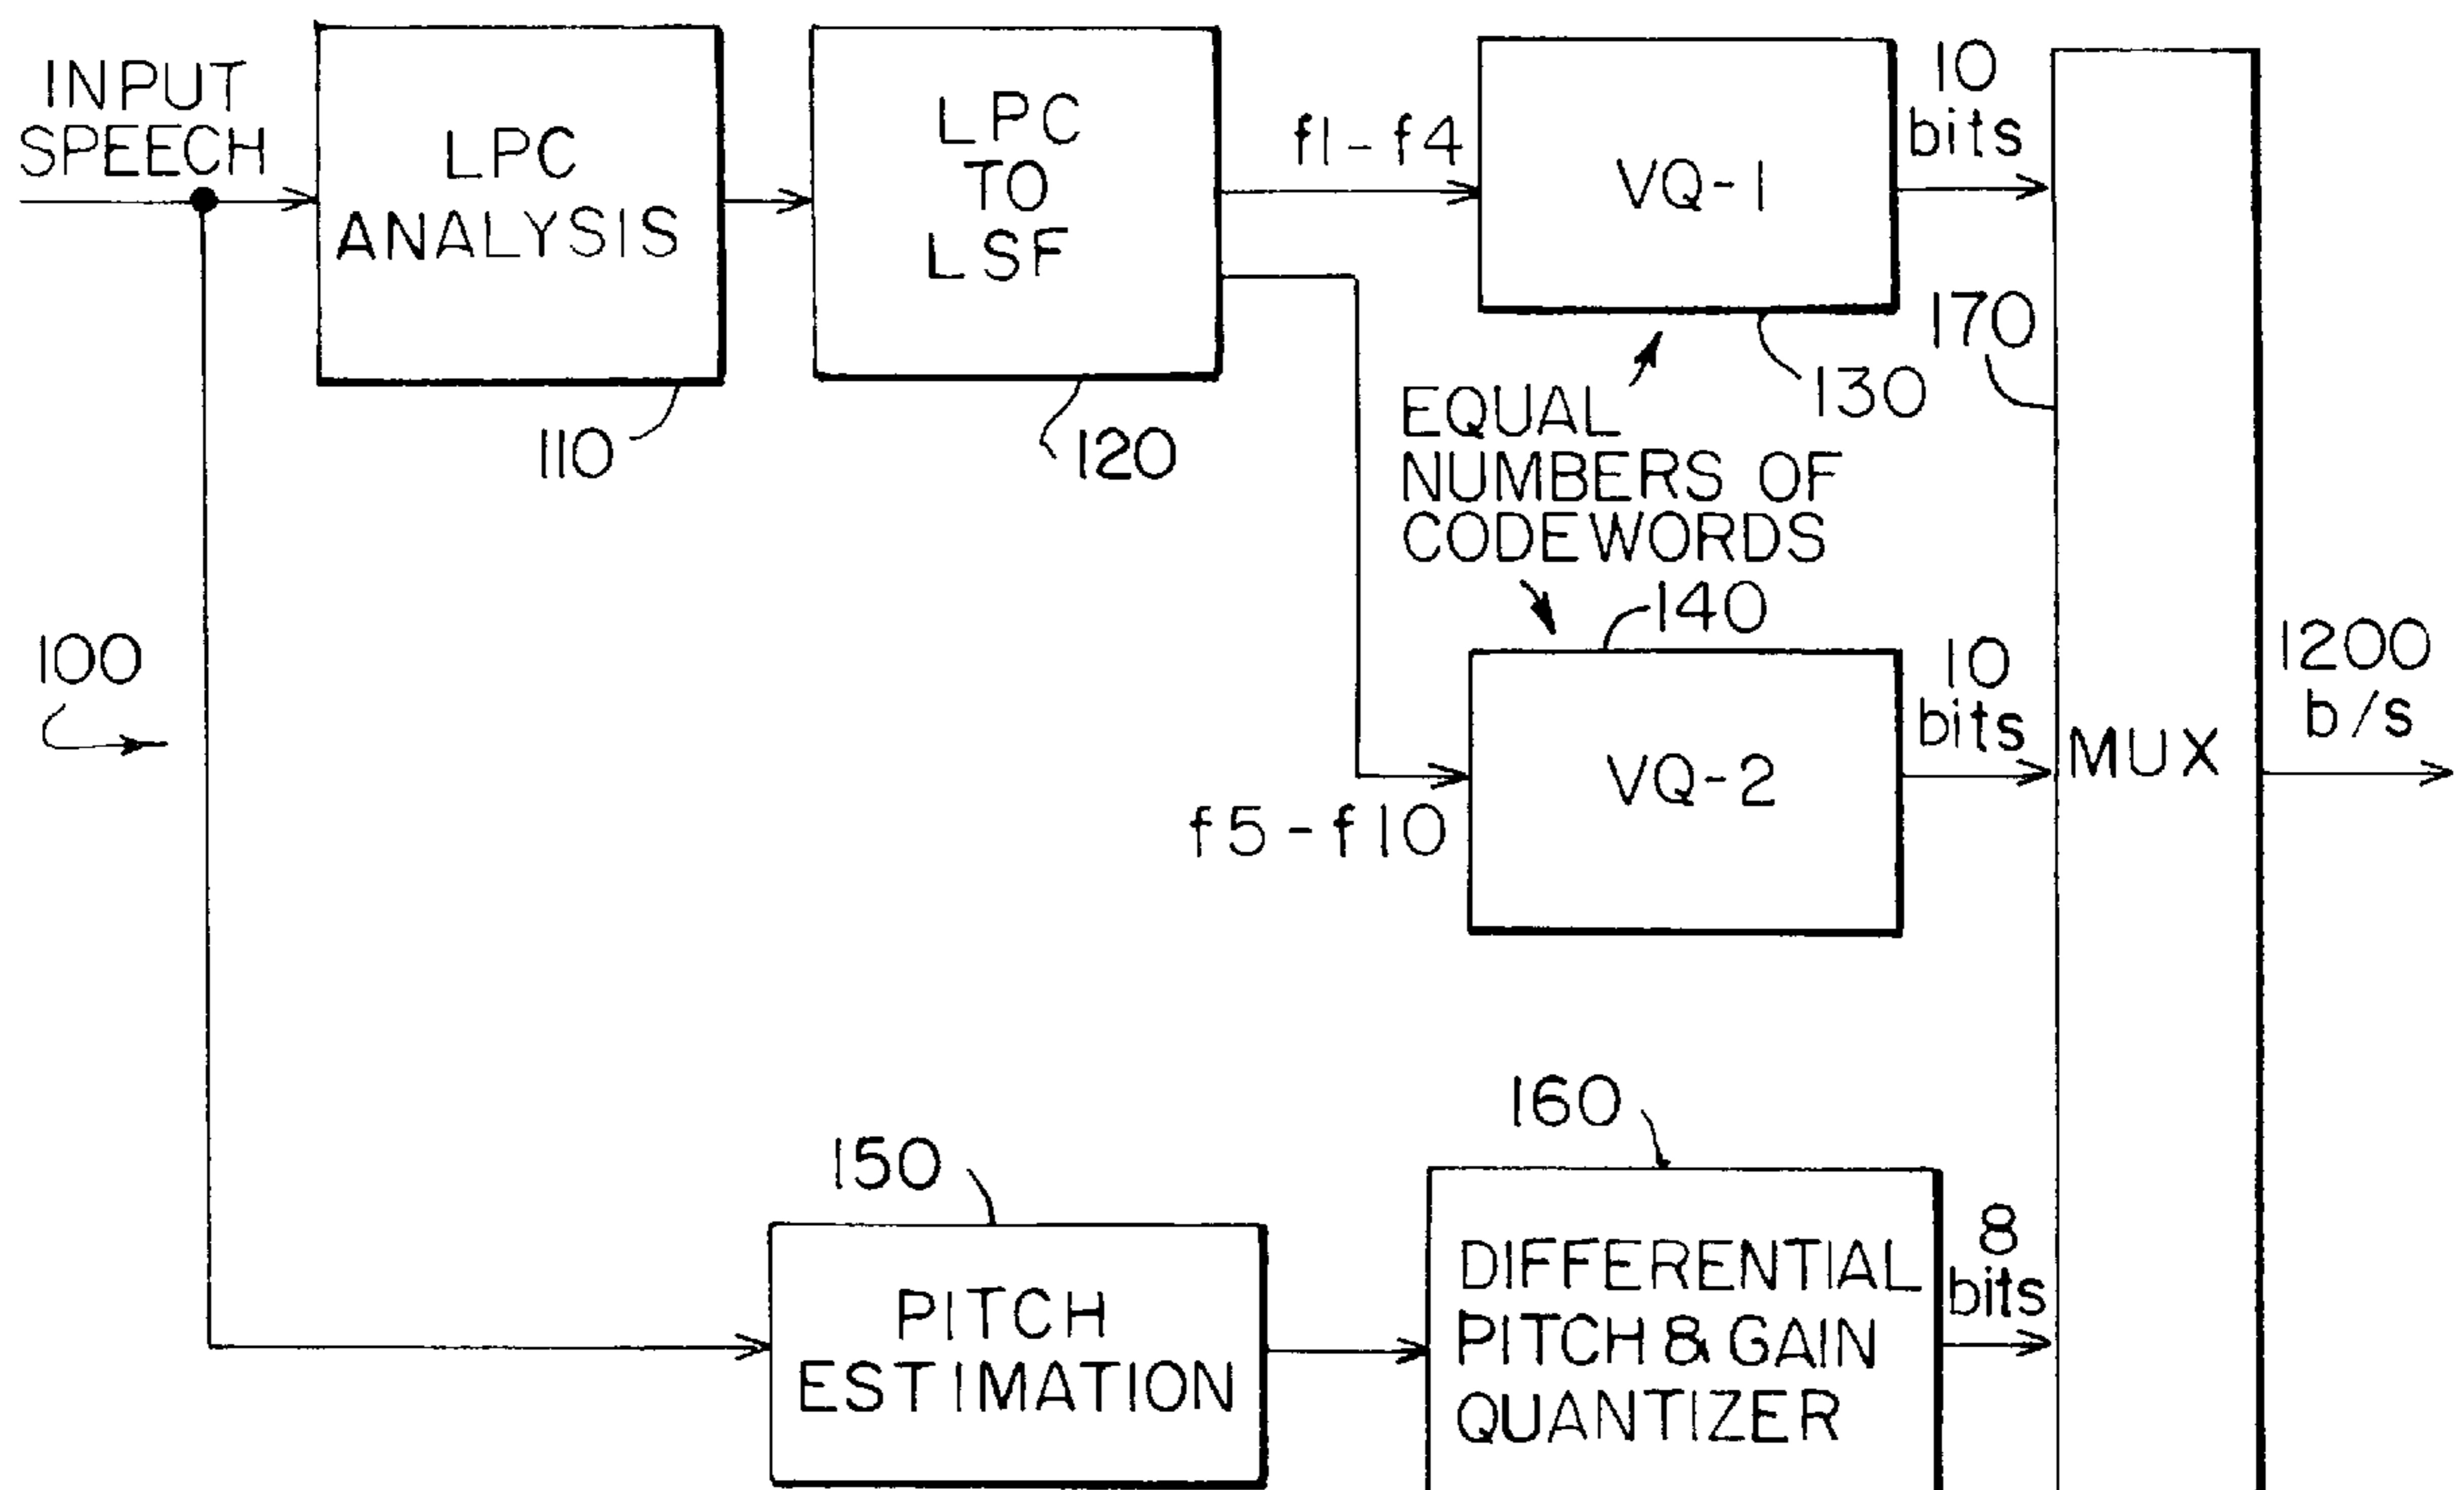 INPUT
SPEECH
LPC
ANALYSIS
110
LPC
TO
LSF
120
f1-f4
VQ-1
130
10
bits
170
EQUAL
NUMBERS OF
CODEWORDS
140
100
VQ-2
f5-f10
10
bits
MUX
1200
b/s
150
PITCH
ESTIMATION
160
DIFFERENTIAL
PITCH & GAIN
QUANTIZER
8
bits